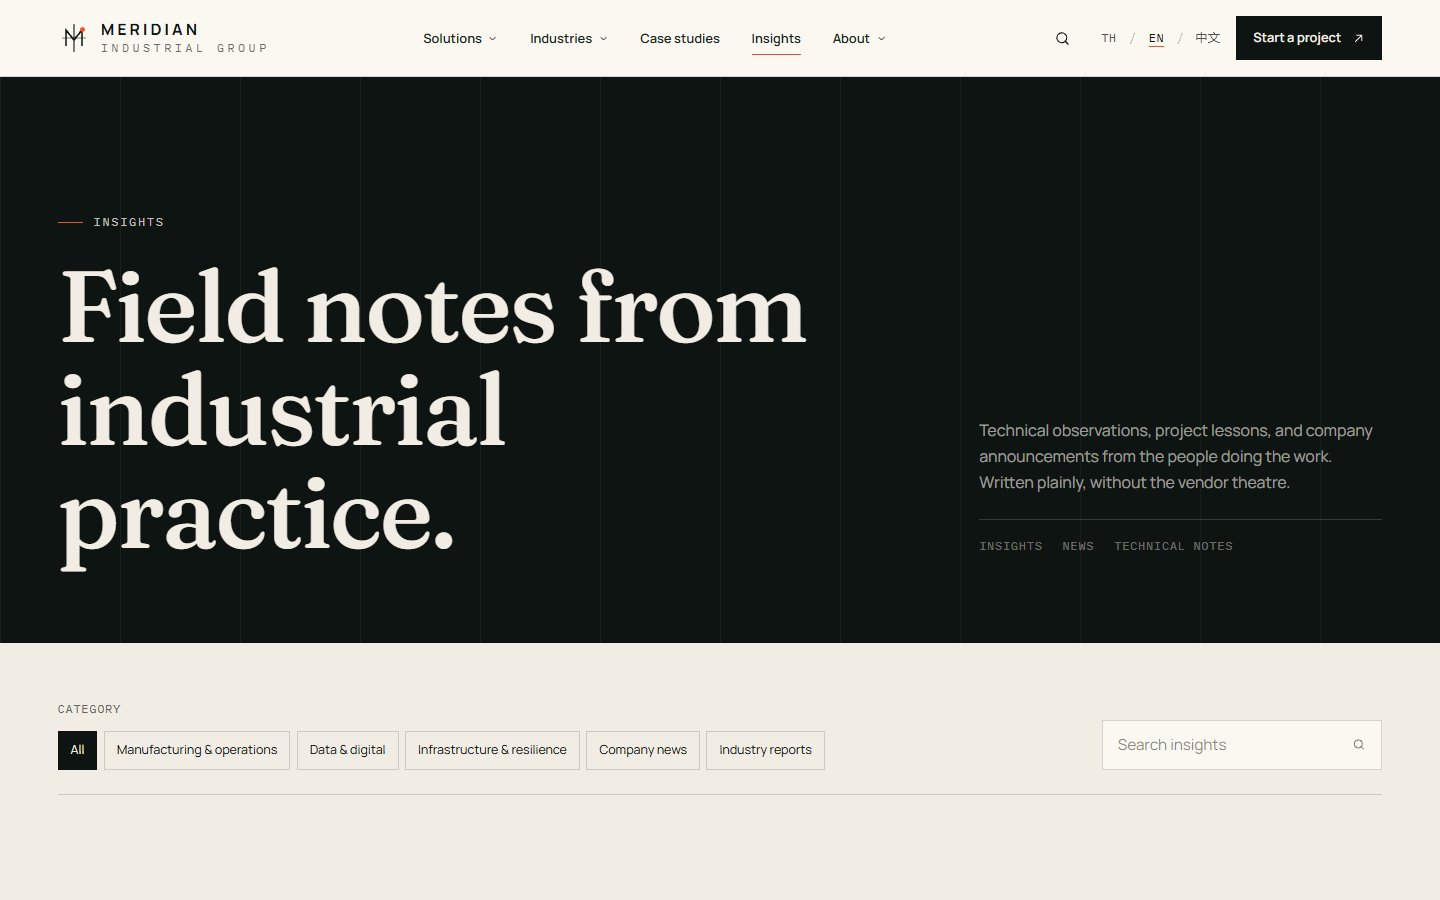 MERIDIAN
INDUSTRIAL GROUP
Solutions
Industries
Case studies
Insights
About
TH / EN / 中文
Start a project
INSIGHTS
Field notes from
industrial
practice.
Technical observations, project lessons, and company
announcements from the people doing the work.
Written plainly, without the vendor theatre.
INSIGHTS NEWS TECHNICAL NOTES
CATEGORY
All
Manufacturing & operations
Data & digital
Infrastructure & resilience
Company news
Industry reports
Search insights